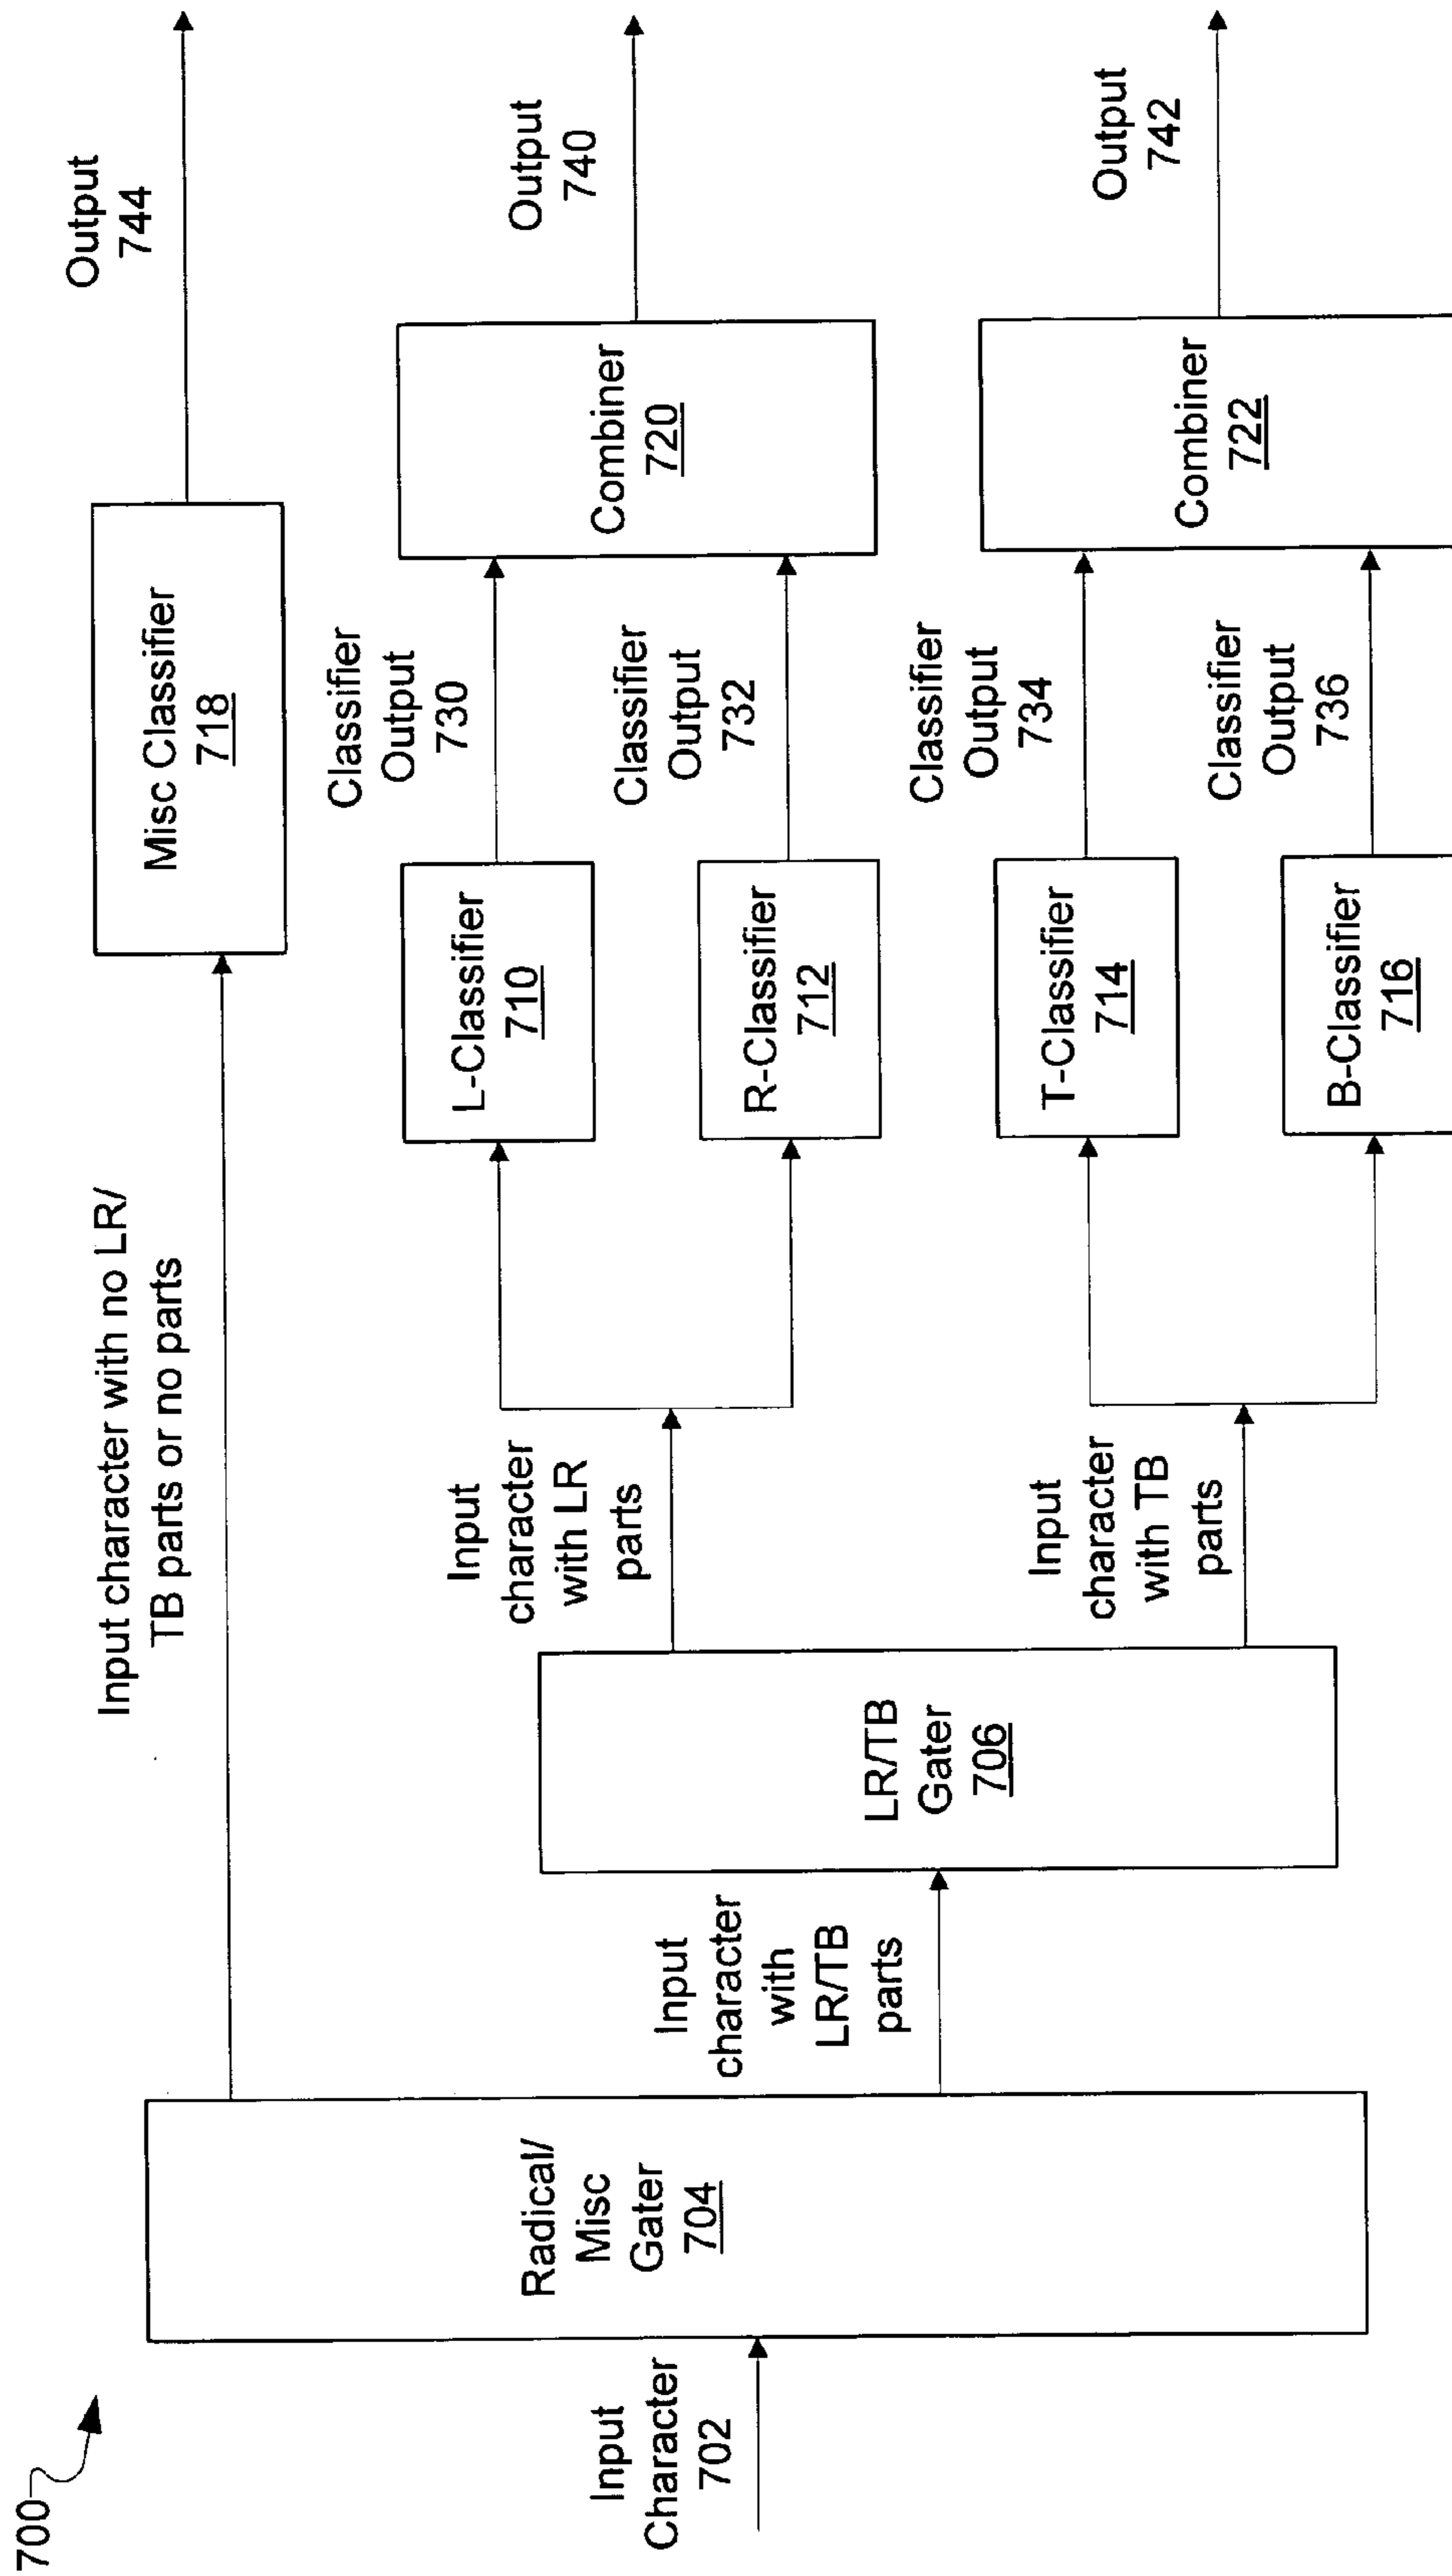 700
Input
Character
702
Radical/
Misc
Gater
704
Input character with no LR/
TB parts or no parts
Misc Classifier
718
Output
744
Input
character
with
LR/TB
parts
LR/TB
Gater
706
Input
character
with LR
parts
L-Classifier
710
Classifier
Output
730
R-Classifier
712
Classifier
Output
732
Combiner
720
Output
740
Input
character
with TB
parts
T-Classifier
714
Classifier
Output
734
B-Classifier
716
Classifier
Output
736
Combiner
722
Output
742